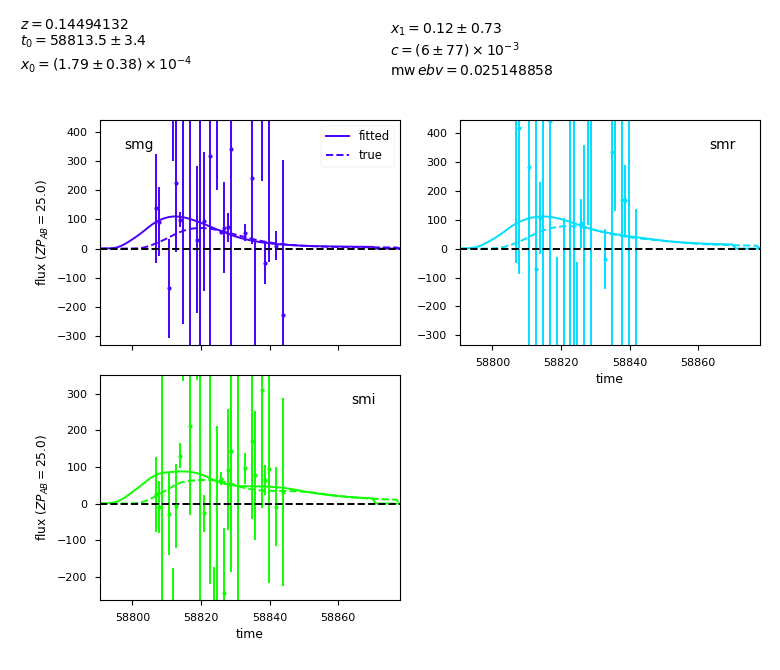 z = 0.14494132
t₀ = 58813.5 ± 3.4
x₀ = (1.79 ± 0.38) × 10⁻⁴
x₁ = 0.12 ± 0.73
c = (6 ± 77) × 10⁻³
mw ebv = 0.025148858
400
300
200
100
0
−100
−200
−300
flux (ZP_AB = 25.0)
smg
fitted
true
400
300
200
100
0
−100
−200
−300
smr
58800
58820
58840
58860
time
300
200
100
0
−100
−200
flux (ZP_AB = 25.0)
smi
58800
58820
58840
58860
time